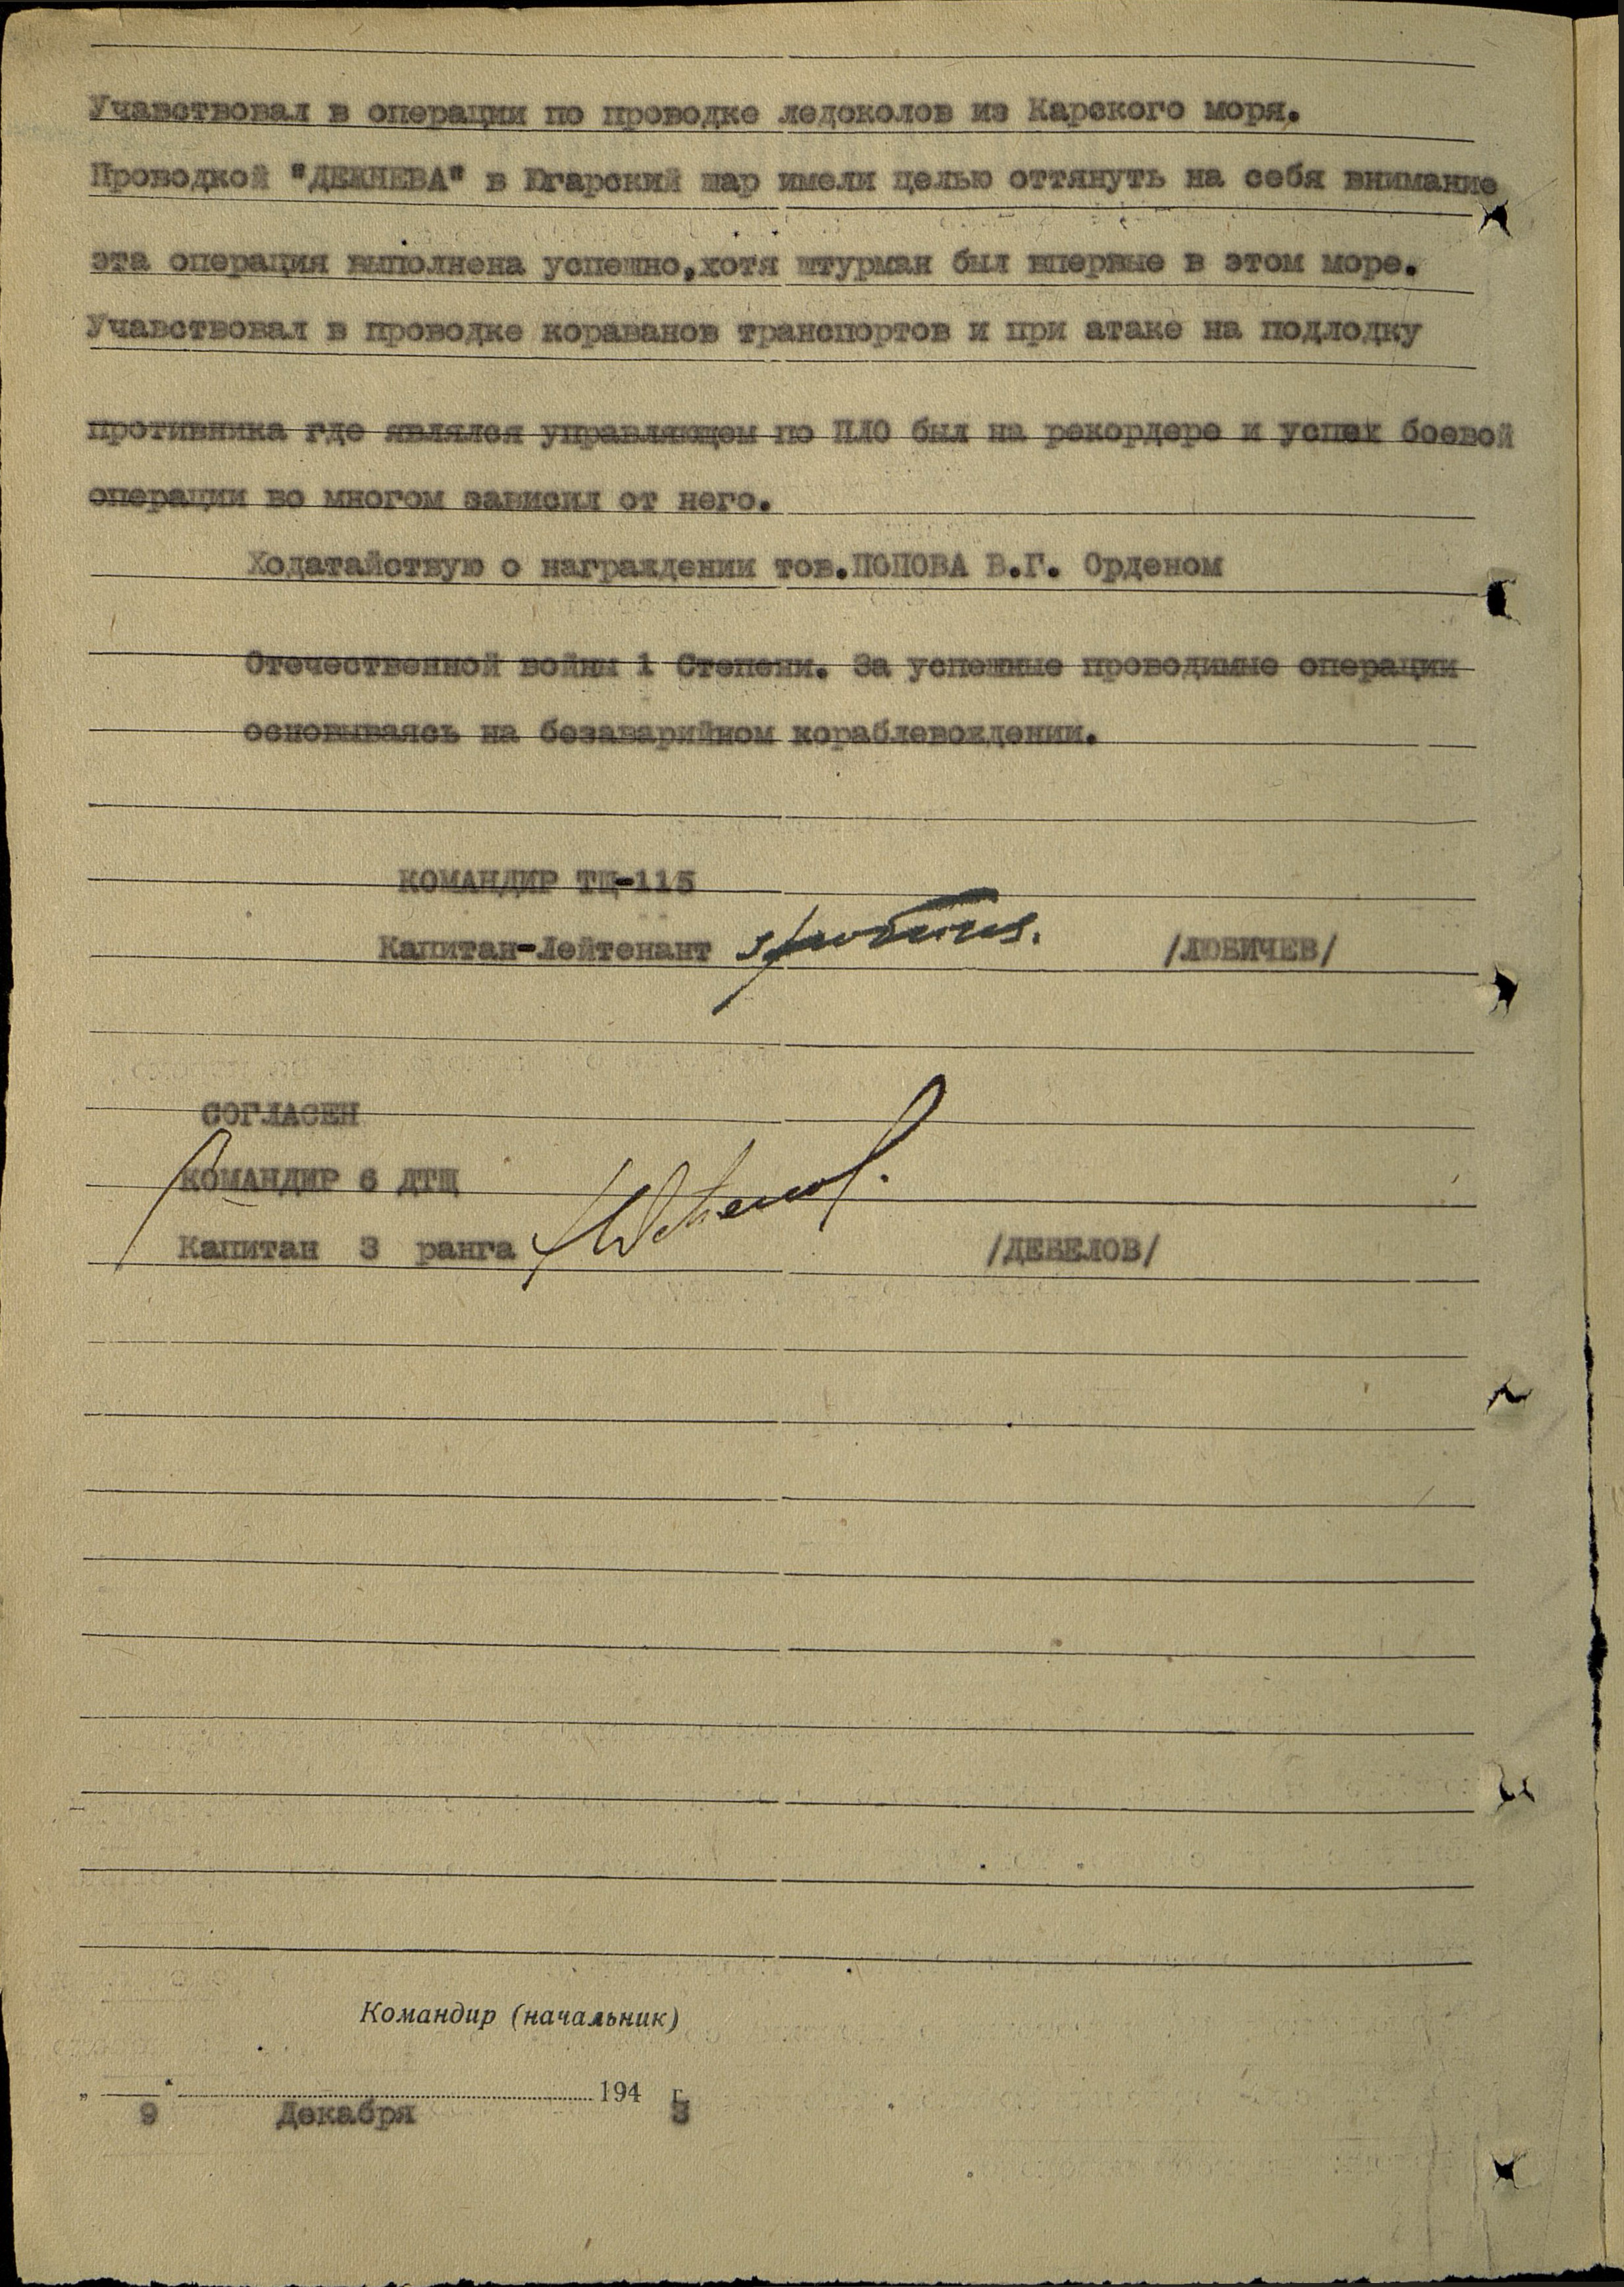 Учавствовал в операции по проводке ледоколов из Карского моря.
Проводкой "ДЕЖНЕВА" в Югарский шар имели целью оттянуть на себя внимание
эта операция выполнена успешно,хотя штурман был впервые в этом море.
Учавствовал в проводке кораванов транспортов и при атаке на подлодку
противника где являлся управляющем по ПЛО был на рекордере и успех боевой
операции во многом зависил от него.
Ходатайствую о награждении тов.ПОПОВА В.Г. Орденом
Отечественной войны 1 Степени. За успешные проводимые операции
основываясь на безаварийном кораблевождении.
КОМАНДИР ТЩ-115
Капитан-Лейтенант /ЛЮБИЧЕВ/
СОГЛАСЕН
КОМАНДИР 6 ДТЩ
Капитан 3 ранга /ДЕБЕЛОВ/
Командир (начальник)
„ " 194 г.
9 Декабря 3